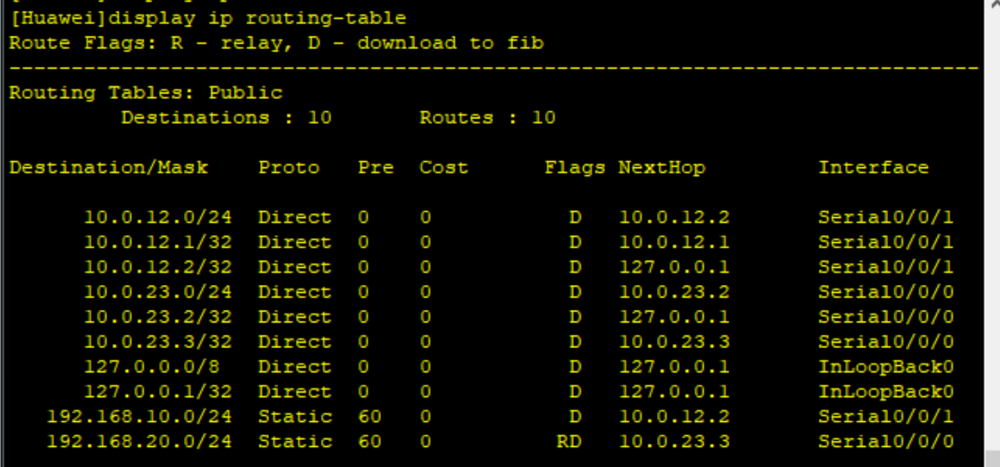 [Huawei]display ip routing-table
Route Flags: R - relay, D - download to fib
------------------------------------------------------------------------------
Routing Tables: Public
         Destinations : 10       Routes : 10

Destination/Mask    Proto   Pre  Cost      Flags NextHop         Interface

      10.0.12.0/24  Direct  0    0           D   10.0.12.2       Serial0/0/1
      10.0.12.1/32  Direct  0    0           D   10.0.12.1       Serial0/0/1
      10.0.12.2/32  Direct  0    0           D   127.0.0.1       Serial0/0/1
      10.0.23.0/24  Direct  0    0           D   10.0.23.2       Serial0/0/0
      10.0.23.2/32  Direct  0    0           D   127.0.0.1       Serial0/0/0
      10.0.23.3/32  Direct  0    0           D   10.0.23.3       Serial0/0/0
      127.0.0.0/8   Direct  0    0           D   127.0.0.1       InLoopBack0
      127.0.0.1/32  Direct  0    0           D   127.0.0.1       InLoopBack0
   192.168.10.0/24  Static  60   0           D   10.0.12.2       Serial0/0/1
   192.168.20.0/24  Static  60   0          RD   10.0.23.3       Serial0/0/0